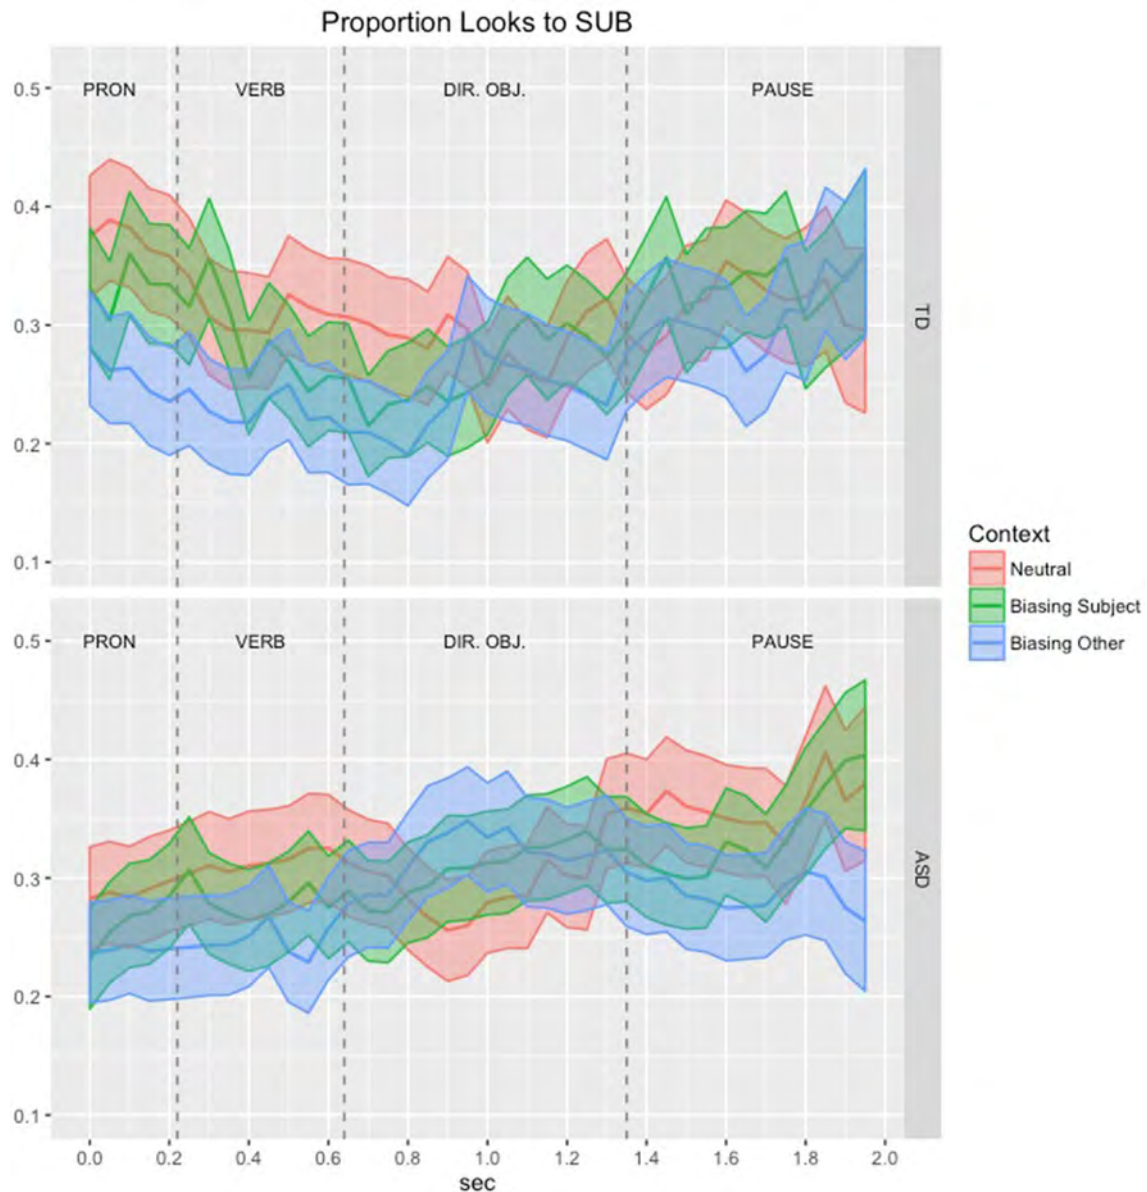 Proportion Looks to SUB
PRON VERB DIR. OBJ. PAUSE
0.5
0.4
0.3
0.2
0.1
TD
PRON VERB DIR. OBJ. PAUSE
0.5
0.4
0.3
0.2
0.1
ASD
0.0 0.2 0.4 0.6 0.8 1.0 1.2 1.4 1.6 1.8 2.0
sec
Context
Neutral
Biasing Subject
Biasing Other